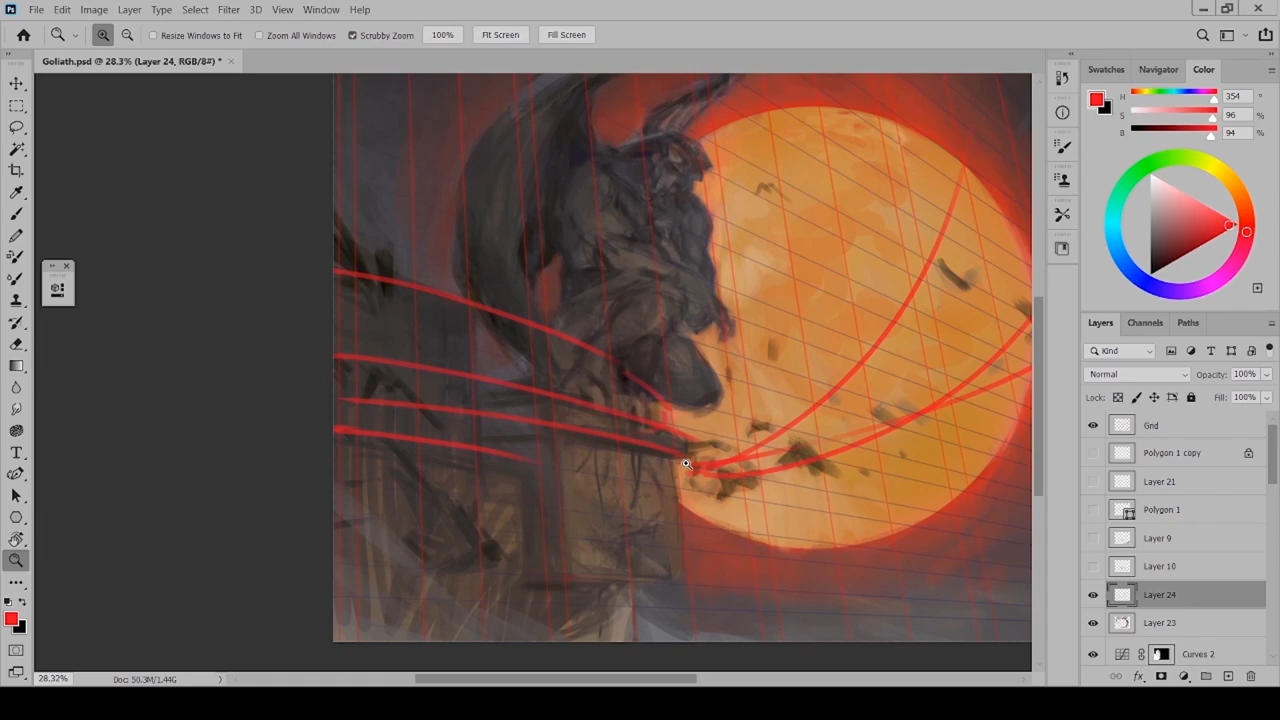 Ps File Edit Image Layer Type Select Filter 3D View Window Help
Resize Windows to Fit Zoom All Windows Scrubby Zoom 100% Fit Screen Fill Screen
Goliath.psd @ 28.3% (Layer 24, RGB/8#) * ×
Swatches Navigator Color
H 354 °
S 96 %
B 94 %
Layers Channels Paths
Kind
Normal Opacity: 100%
Lock: Fill: 100%
Gnd
Polygon 1 copy
Layer 21
Polygon 1
Layer 9
Layer 10
Layer 24
Layer 23
Curves 2
28.32% Doc: 50.3M/1.44G